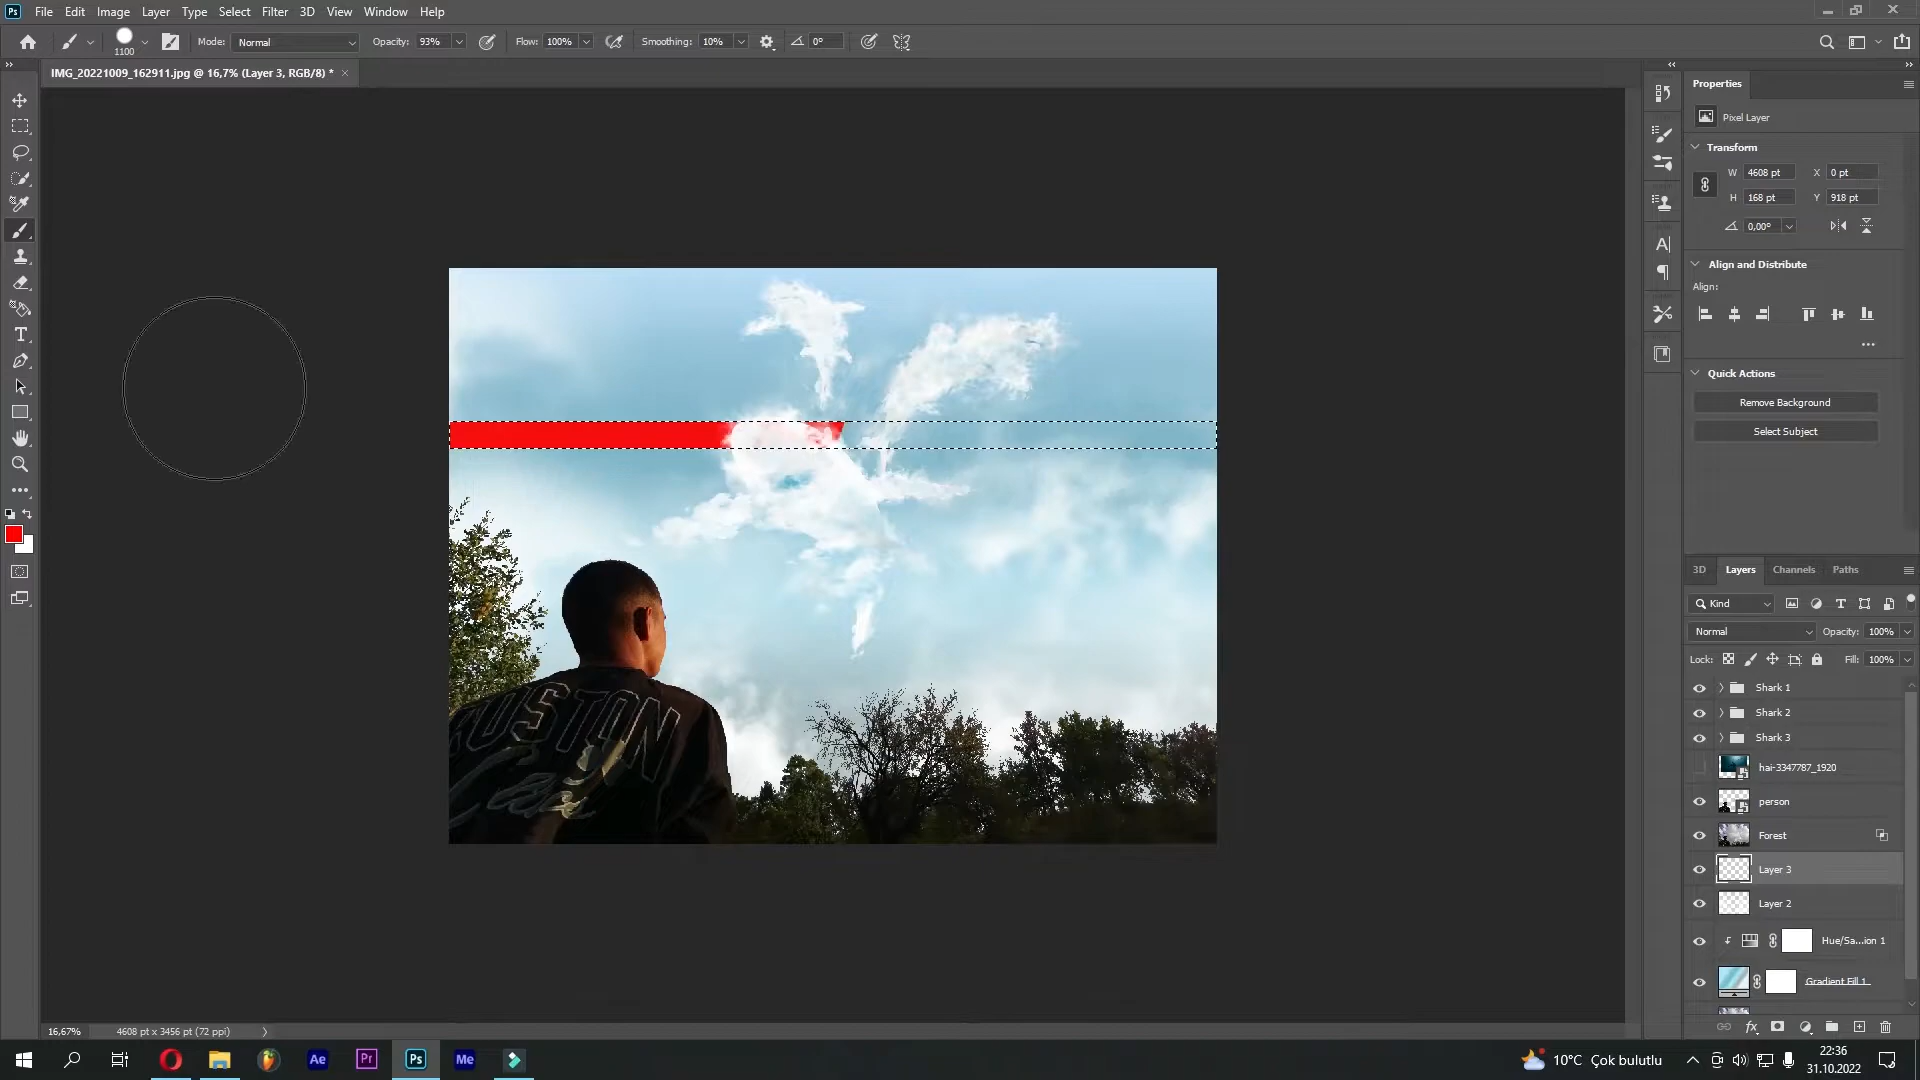 Ps File Edit Image Layer Type Select Filter 3D View Window Help
1100 Mode: Normal Opacity: 93% Flow: 100% Smoothing: 10% 0°
IMG_20221009_162911.jpg @ 16,7% (Layer 3, RGB/8) * ×
Properties
Pixel Layer
Transform
W 4608 pt X 0 pt
H 168 pt Y 918 pt
0,00°
Align and Distribute
Align:
Quick Actions
Remove Background
Select Subject
3D Layers Channels Paths
Kind
Normal Opacity: 100%
Lock: Fill: 100%
Shark 1
Shark 2
Shark 3
hai-3347787_1920
person
Forest
Layer 3
Layer 2
Hue/Sa...ion 1
Gradient Fill 1
16,67% 4608 pt x 3456 pt (72 ppi)
Ae Pr Ps Me
10°C Çok bulutlu
22:36
31.10.2022